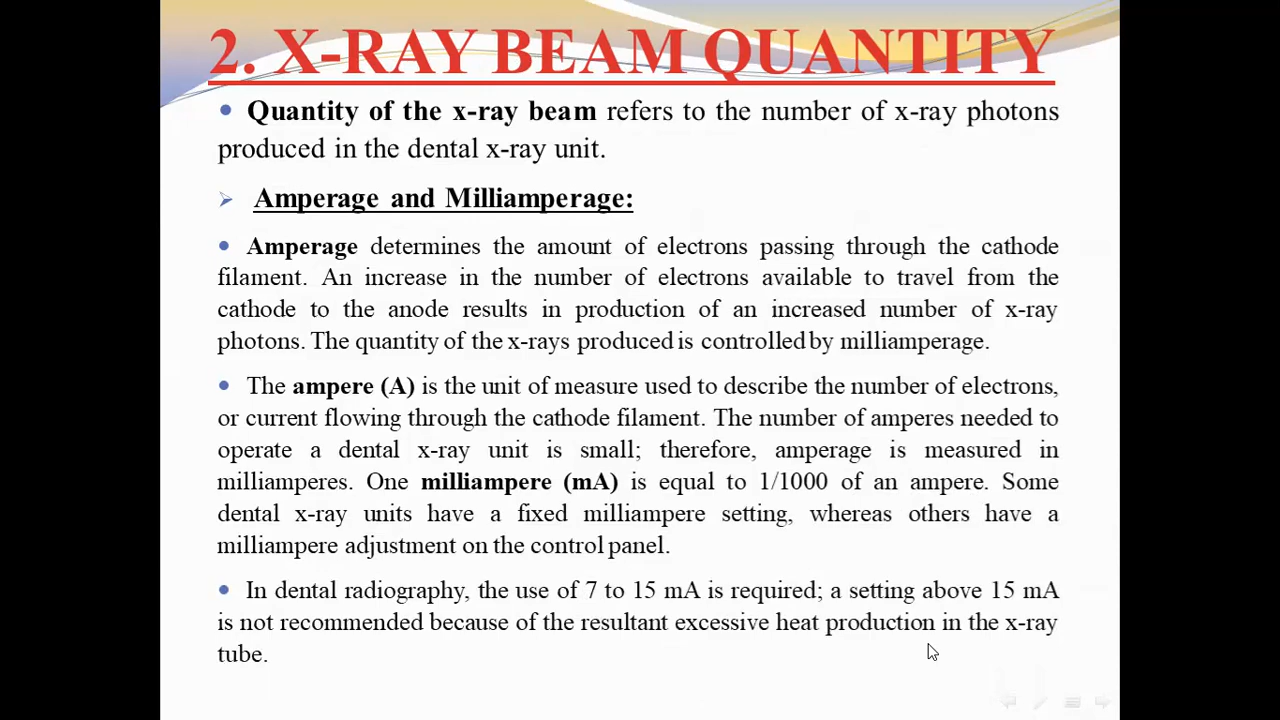 2. X-RAY BEAM QUANTITY
• Quantity of the x-ray beam refers to the number of x-ray photons
produced in the dental x-ray unit.
➢ Amperage and Milliamperage:
• Amperage determines the amount of electrons passing through the cathode
filament. An increase in the number of electrons available to travel from the
cathode to the anode results in production of an increased number of x-ray
photons. The quantity of the x-rays produced is controlled by milliamperage.
• The ampere (A) is the unit of measure used to describe the number of electrons,
or current flowing through the cathode filament. The number of amperes needed to
operate a dental x-ray unit is small; therefore, amperage is measured in
milliamperes. One milliampere (mA) is equal to 1/1000 of an ampere. Some
dental x-ray units have a fixed milliampere setting, whereas others have a
milliampere adjustment on the control panel.
• In dental radiography, the use of 7 to 15 mA is required; a setting above 15 mA
is not recommended because of the resultant excessive heat production in the x-ray
tube.